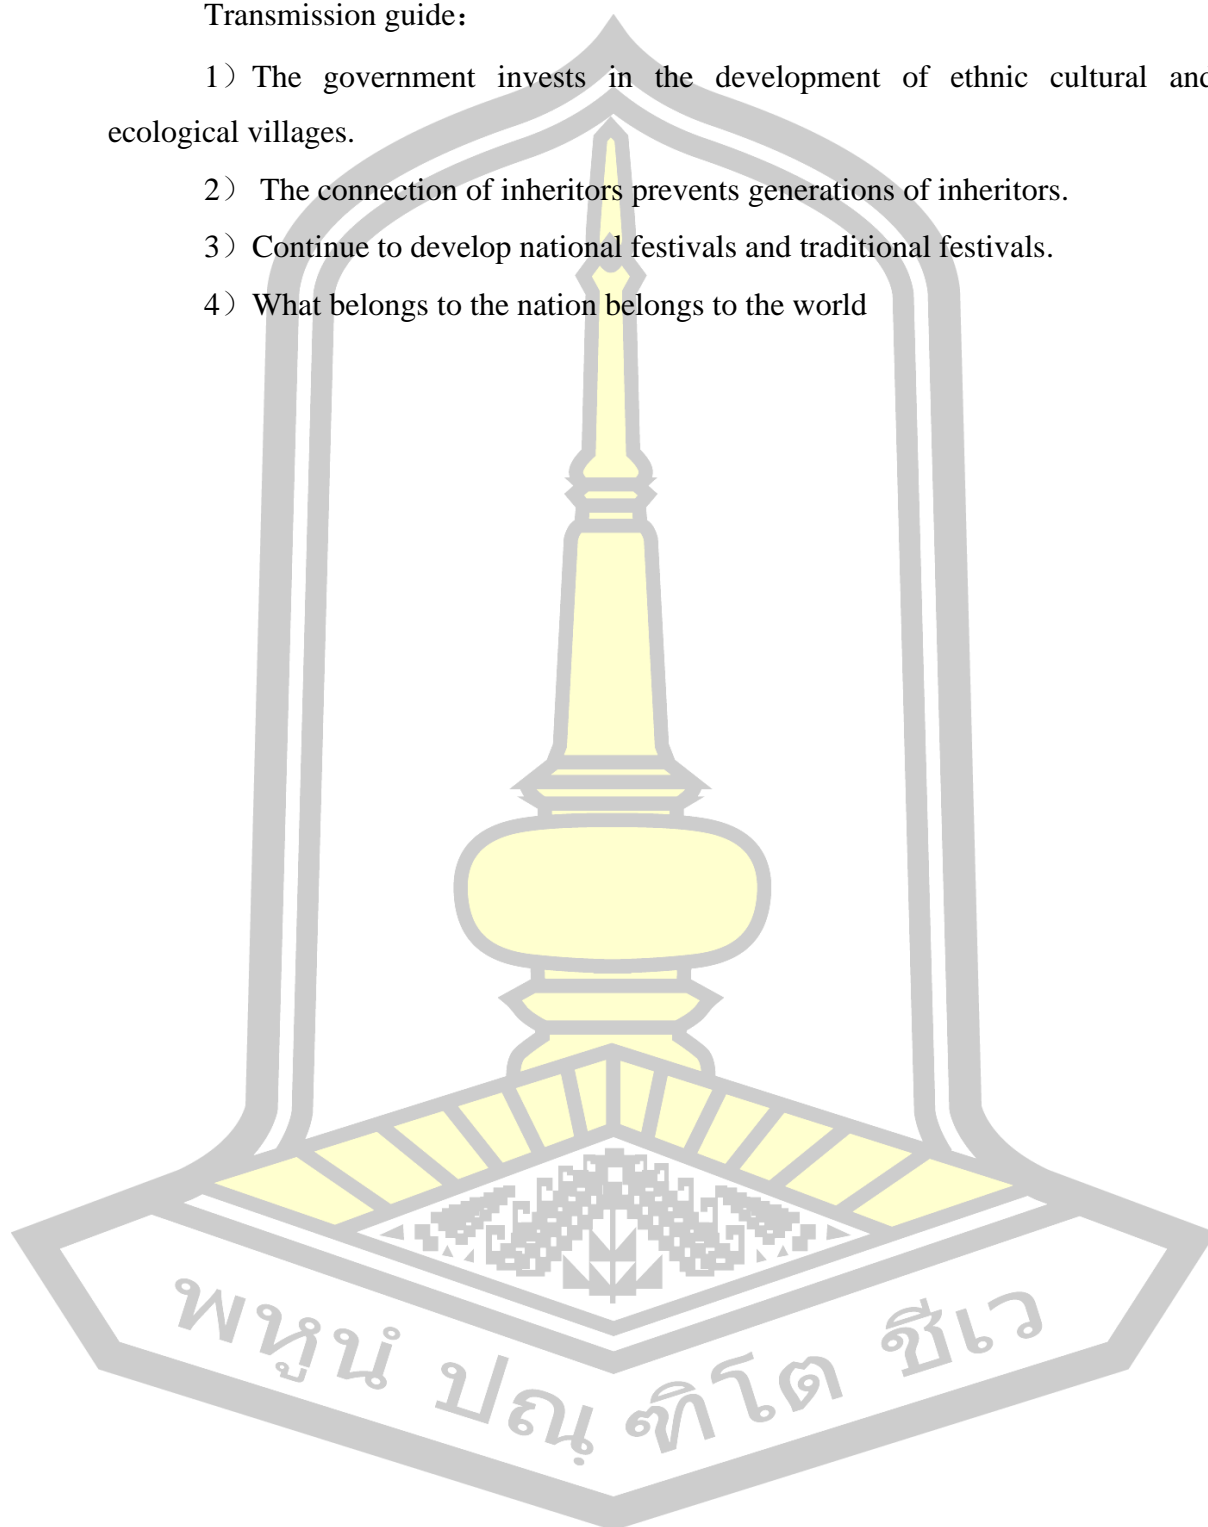 Transmission guide：
1）The government invests in the development of ethnic cultural and
ecological villages.
2） The connection of inheritors prevents generations of inheritors.
3）Continue to develop national festivals and traditional festivals.
4）What belongs to the nation belongs to the world
พหูนํ ปณฺฑิโต ชีเว